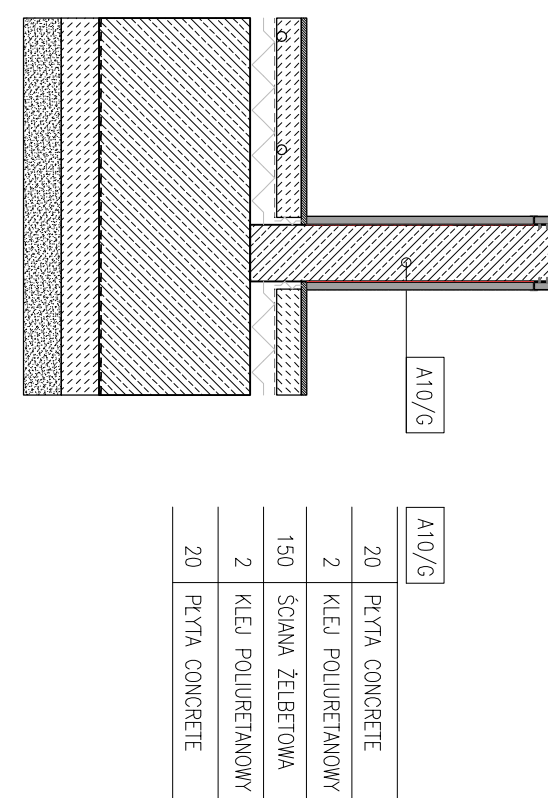 A10/G
A10/G
20 PŁYTA CONCRETE
2 KLEJ POLIURETANOWY
150 ŚCIANA ŻELBETOWA
2 KLEJ POLIURETANOWY
20 PŁYTA CONCRETE